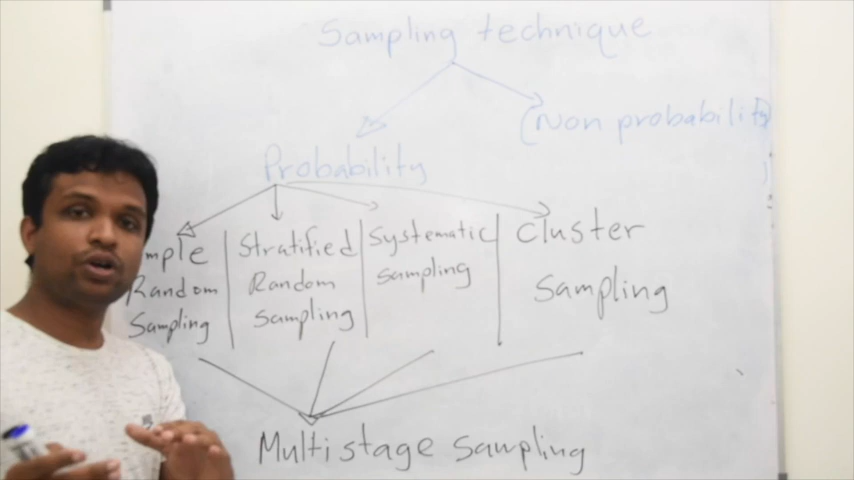 Sampling technique
(Non probability)
Probability
mple Random Sampling
Stratified Random Sampling
Systematic Sampling
Cluster Sampling
Multistage Sampling